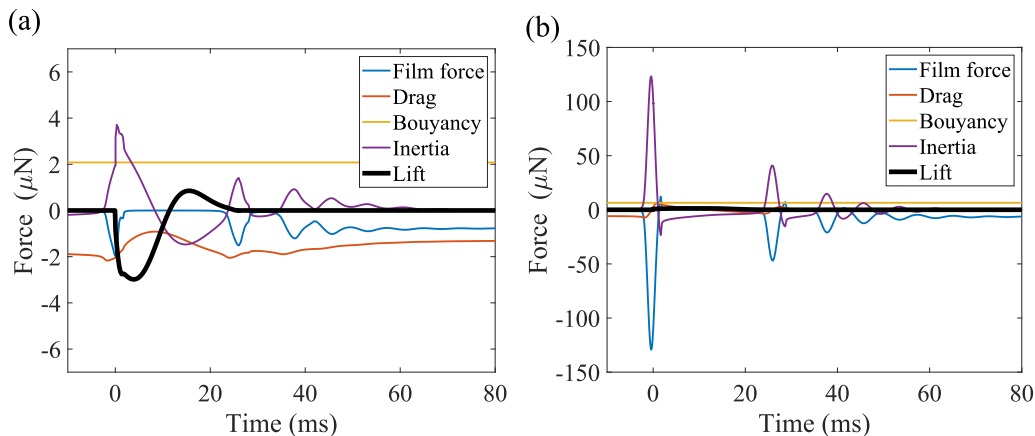 (a)
6
4
2
0
-2
-4
-6
Force (μN)
0
20
40
60
80
Time (ms)
Film force
Drag
Bouyancy
Inertia
Lift
(b)
150
100
50
0
-50
-100
-150
Force (μN)
0
20
40
60
80
Time (ms)
Film force
Drag
Bouyancy
Inertia
Lift